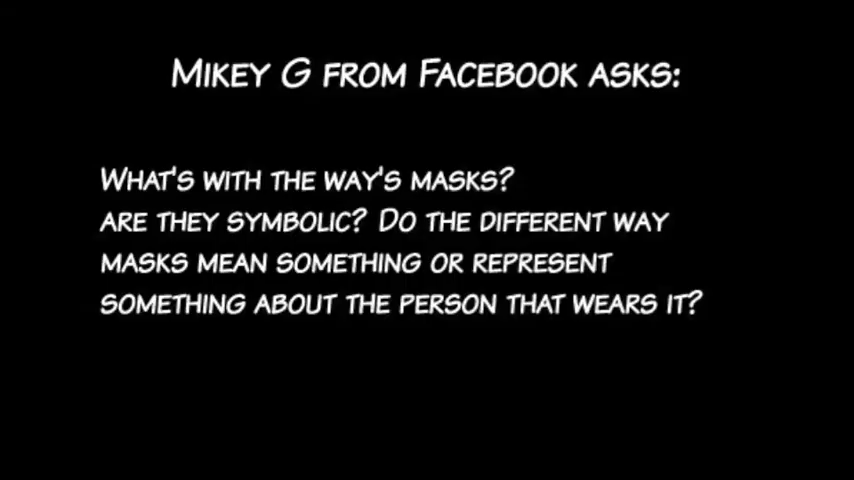 Mikey G from Facebook asks:
What's with the way's masks?
are they symbolic? Do the different way
masks mean something or represent
something about the person that wears it?